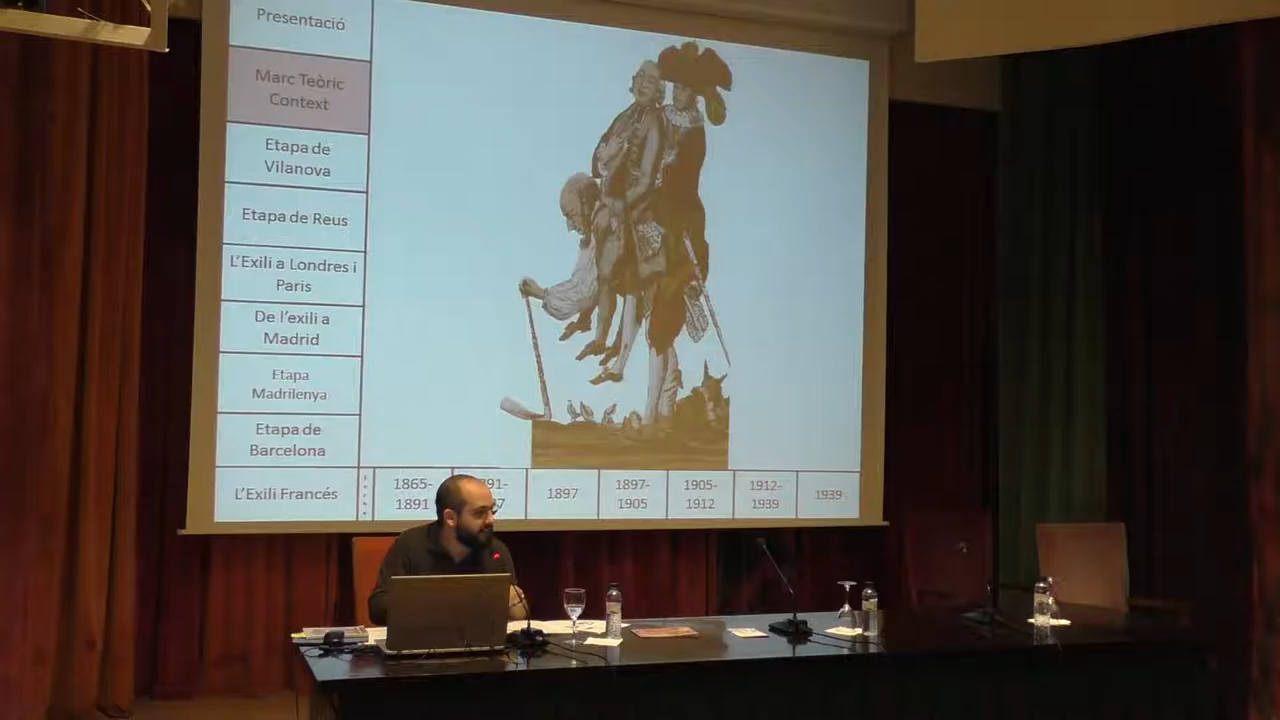 Presentació
Marc Teòric
Context
Etapa de
Vilanova
Etapa de Reus
L'Exili a Londres i
Paris
De l'exili a
Madrid
Etapa
Madrilenya
Etapa de
Barcelona
L'Exili Francés
1865-
1891
1897
1897-
1905
1905-
1912
1912-
1939
1939